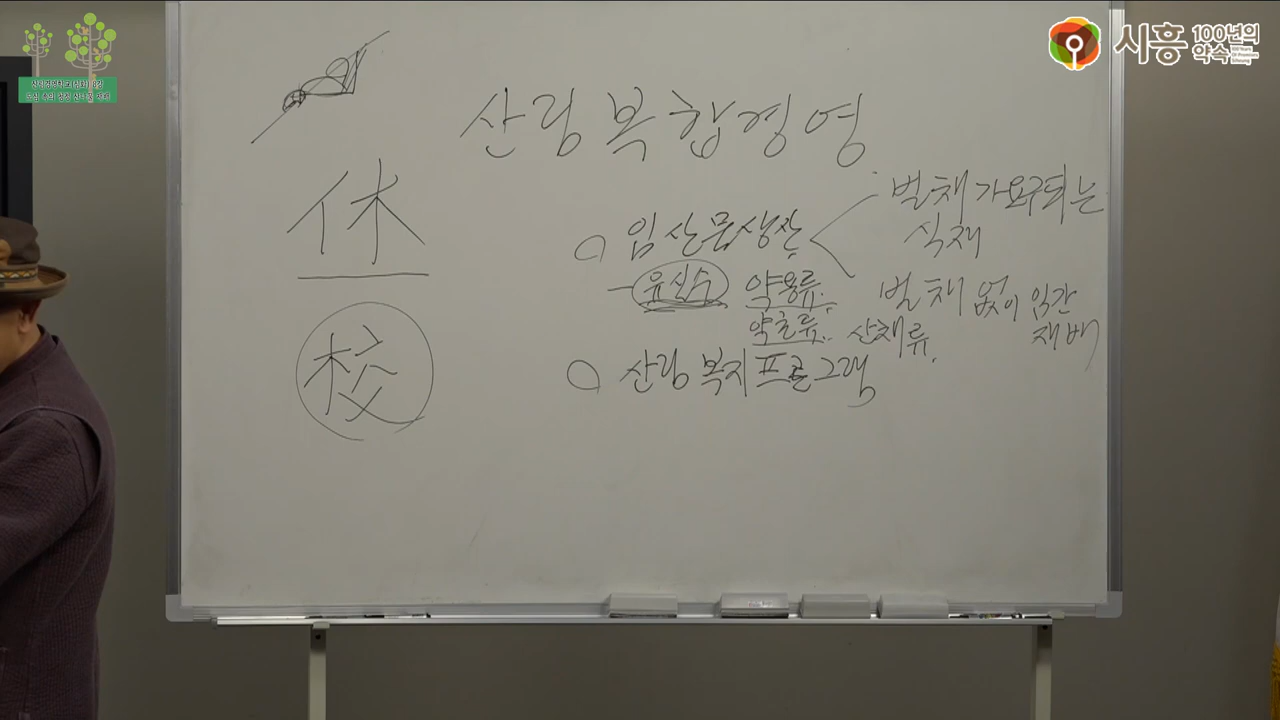 시흥 100년의 약속
산림복합경영
休
校
○ 임산물생산
벌채가 요구되는
식재
- 유실수 약용류.
벌채 없이 임간
재배
약초류.. 산채류.
○ 산림 복지 프로그램